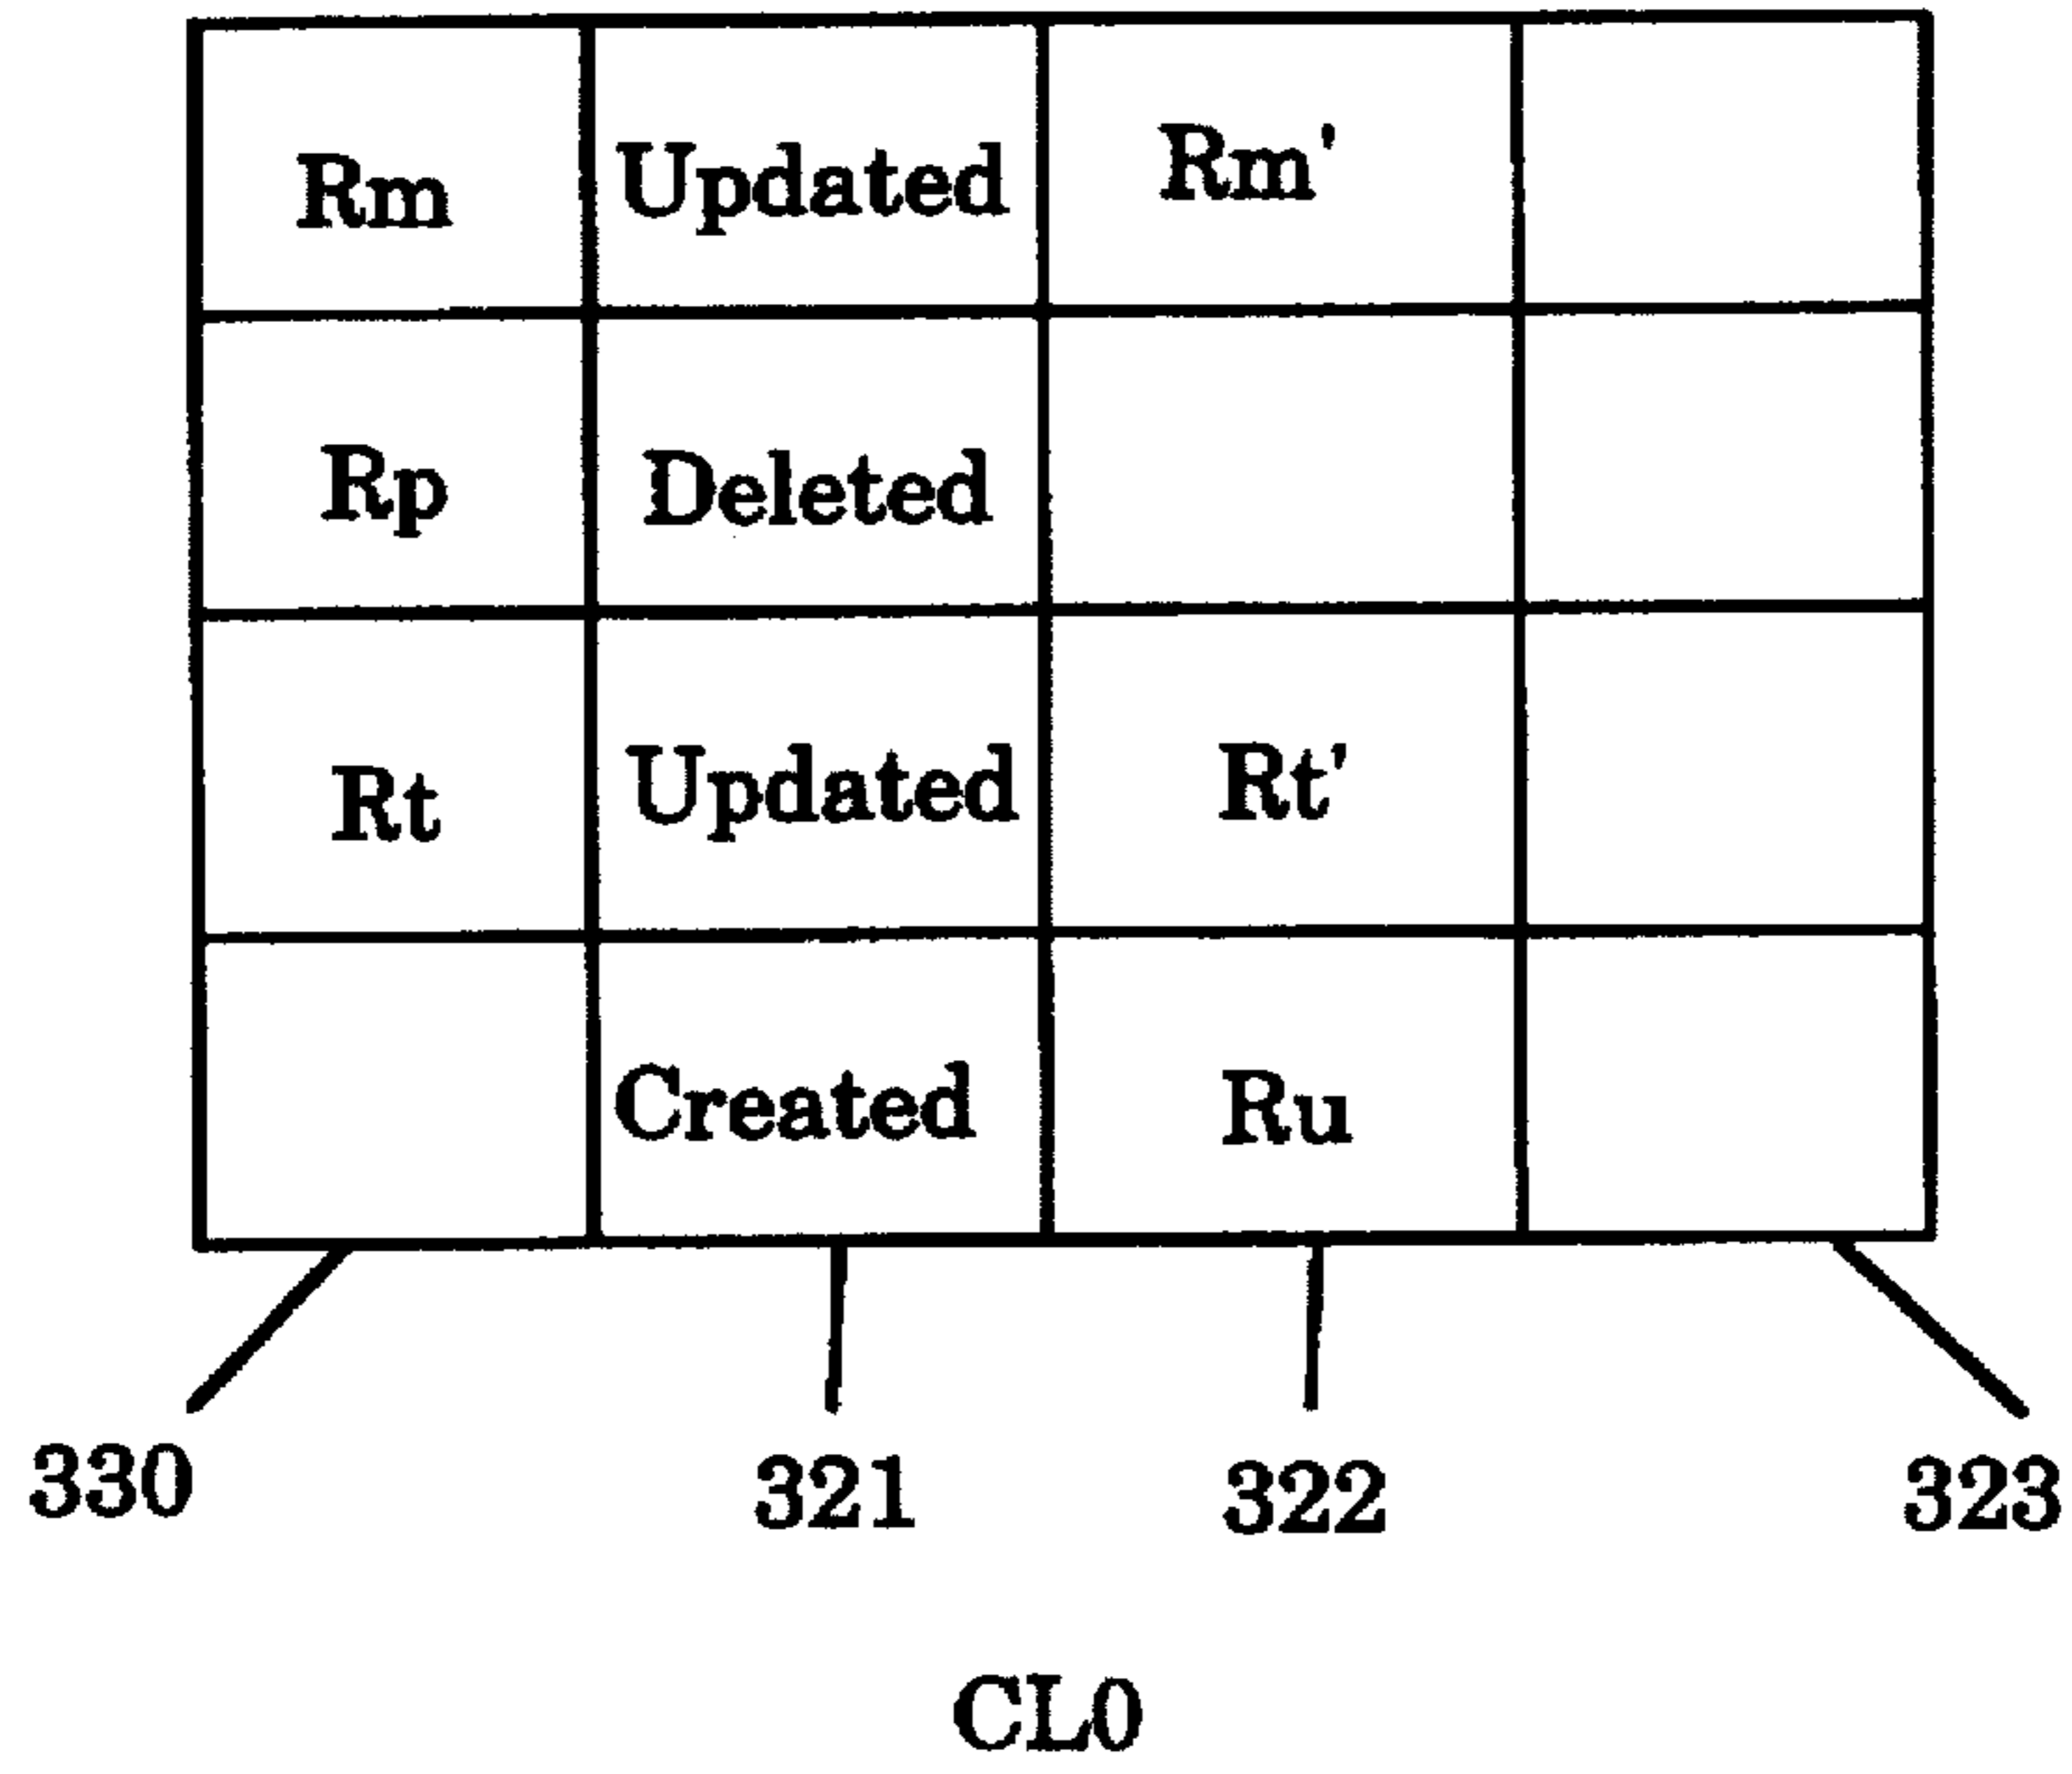 Rm Updated Rm'
Rp Deleted
Rt Updated Rt'
Created Ru
330 321 322 323
CL0